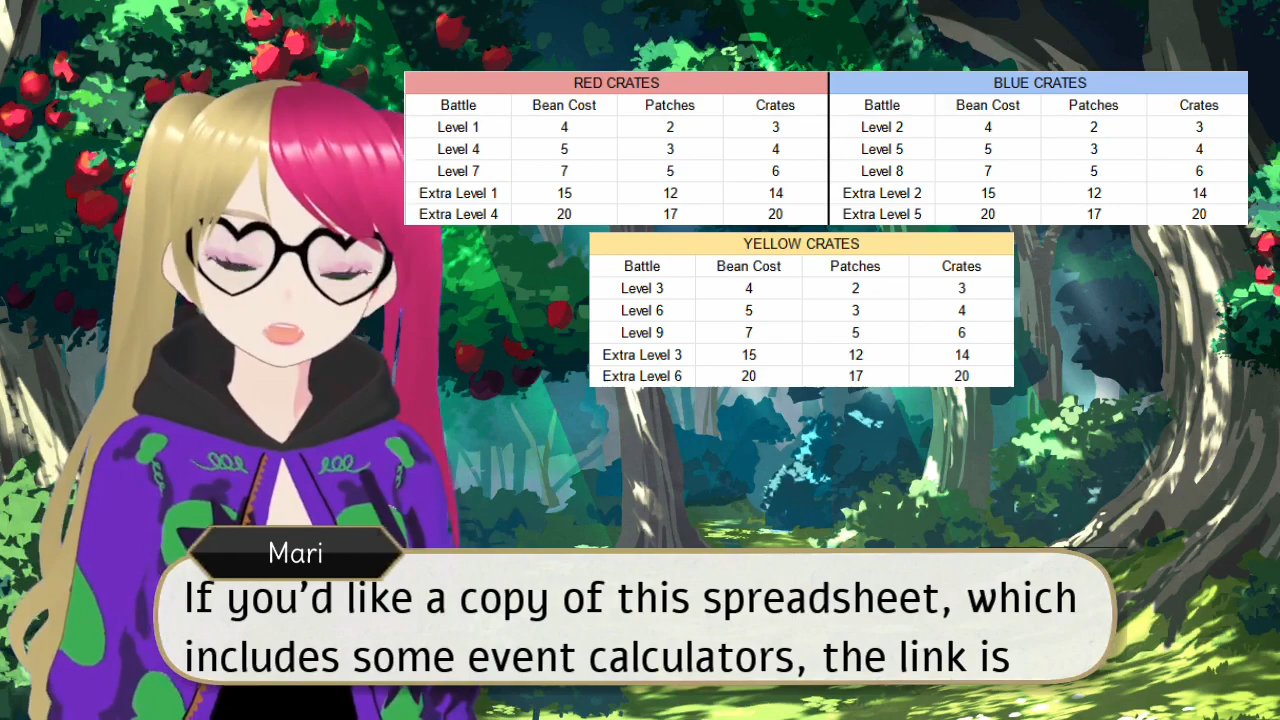 RED CRATES BLUE CRATES
Battle Bean Cost Patches Crates Battle Bean Cost Patches Crates
Level 1 4 2 3 Level 2 4 2 3
Level 4 5 3 4 Level 5 5 3 4
Level 7 7 5 6 Level 8 7 5 6
Extra Level 1 15 12 14 Extra Level 2 15 12 14
Extra Level 4 20 17 20 Extra Level 5 20 17 20
YELLOW CRATES
Battle Bean Cost Patches Crates
Level 3 4 2 3
Level 6 5 3 4
Level 9 7 5 6
Extra Level 3 15 12 14
Extra Level 6 20 17 20
Mari
If you'd like a copy of this spreadsheet, which
includes some event calculators, the link is